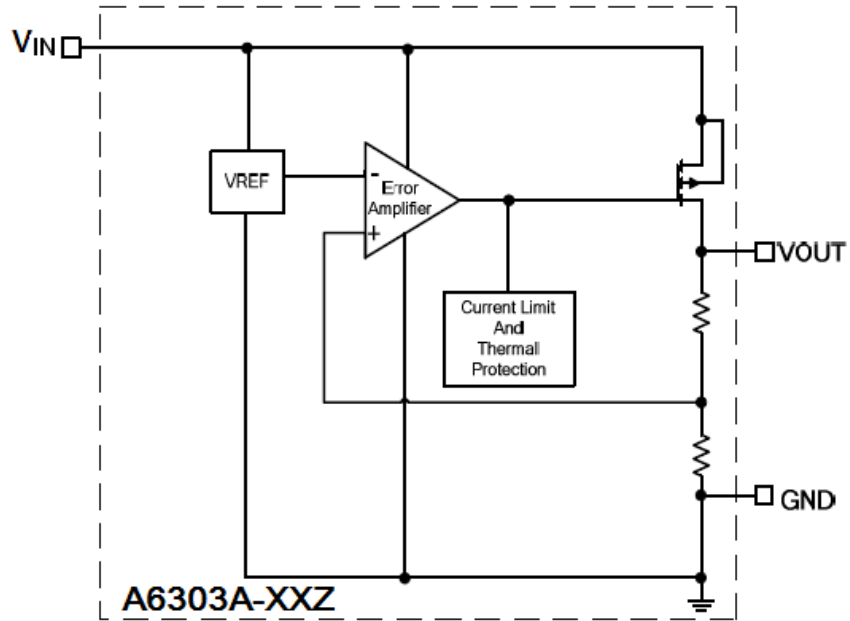 VIN
VREF
-
Error
Amplifier
+
VOUT
Current Limit
And
Thermal
Protection
GND
A6303A-XXZ